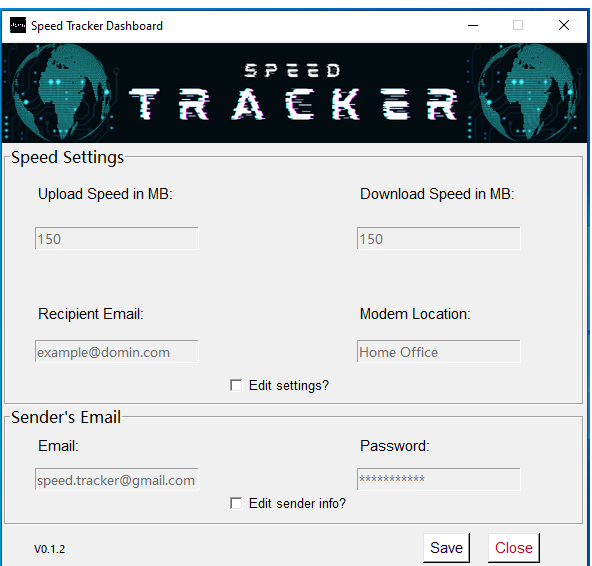 Speed Tracker Dashboard
SPEED
TRACKER
Speed Settings
Upload Speed in MB: Download Speed in MB:
150 150
Recipient Email: Modem Location:
example@domin.com Home Office
Edit settings?
Sender's Email
Email: Password:
speed.tracker@gmail.com ***********
Edit sender info?
V0.1.2 Save Close